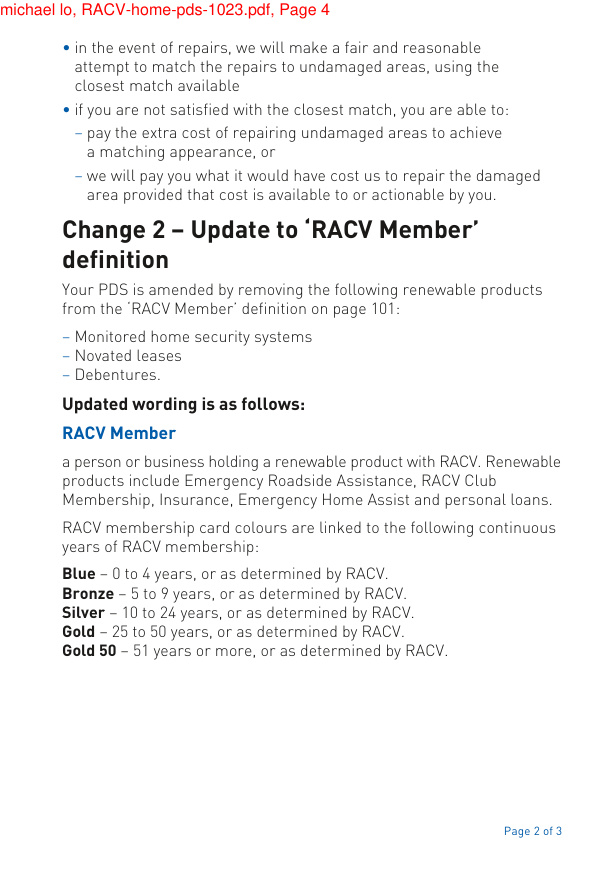 michael lo, RACV-home-pds-1023.pdf, Page 4
• in the event of repairs, we will make a fair and reasonable
attempt to match the repairs to undamaged areas, using the
closest match available
• if you are not satisfied with the closest match, you are able to:
– pay the extra cost of repairing undamaged areas to achieve
a matching appearance, or
– we will pay you what it would have cost us to repair the damaged
area provided that cost is available to or actionable by you.
Change 2 – Update to ‘RACV Member’
definition
Your PDS is amended by removing the following renewable products
from the ‘RACV Member’ definition on page 101:
– Monitored home security systems
– Novated leases
– Debentures.
Updated wording is as follows:
RACV Member
a person or business holding a renewable product with RACV. Renewable
products include Emergency Roadside Assistance, RACV Club
Membership, Insurance, Emergency Home Assist and personal loans.
RACV membership card colours are linked to the following continuous
years of RACV membership:
Blue – 0 to 4 years, or as determined by RACV.
Bronze – 5 to 9 years, or as determined by RACV.
Silver – 10 to 24 years, or as determined by RACV.
Gold – 25 to 50 years, or as determined by RACV.
Gold 50 – 51 years or more, or as determined by RACV.
Page 2 of 3